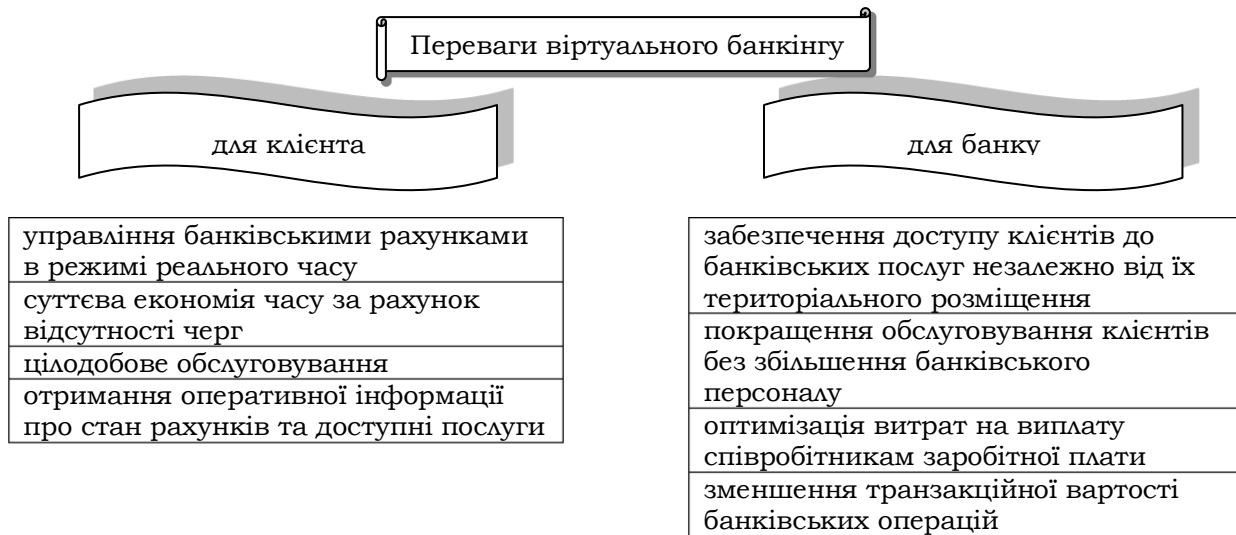 Переваги віртуального банкінгу
для клієнта
управління банківськими рахунками
в режимі реального часу
суттєва економія часу за рахунок
відсутності черг
цілодобове обслуговування
отримання оперативної інформації
про стан рахунків та доступні послуги
для банку
забезпечення доступу клієнтів до
банківських послуг незалежно від їх
територіального розміщення
покращення обслуговування клієнтів
без збільшення банківського
персоналу
оптимізація витрат на виплату
співробітникам заробітної плати
зменшення транзакційної вартості
банківських операцій